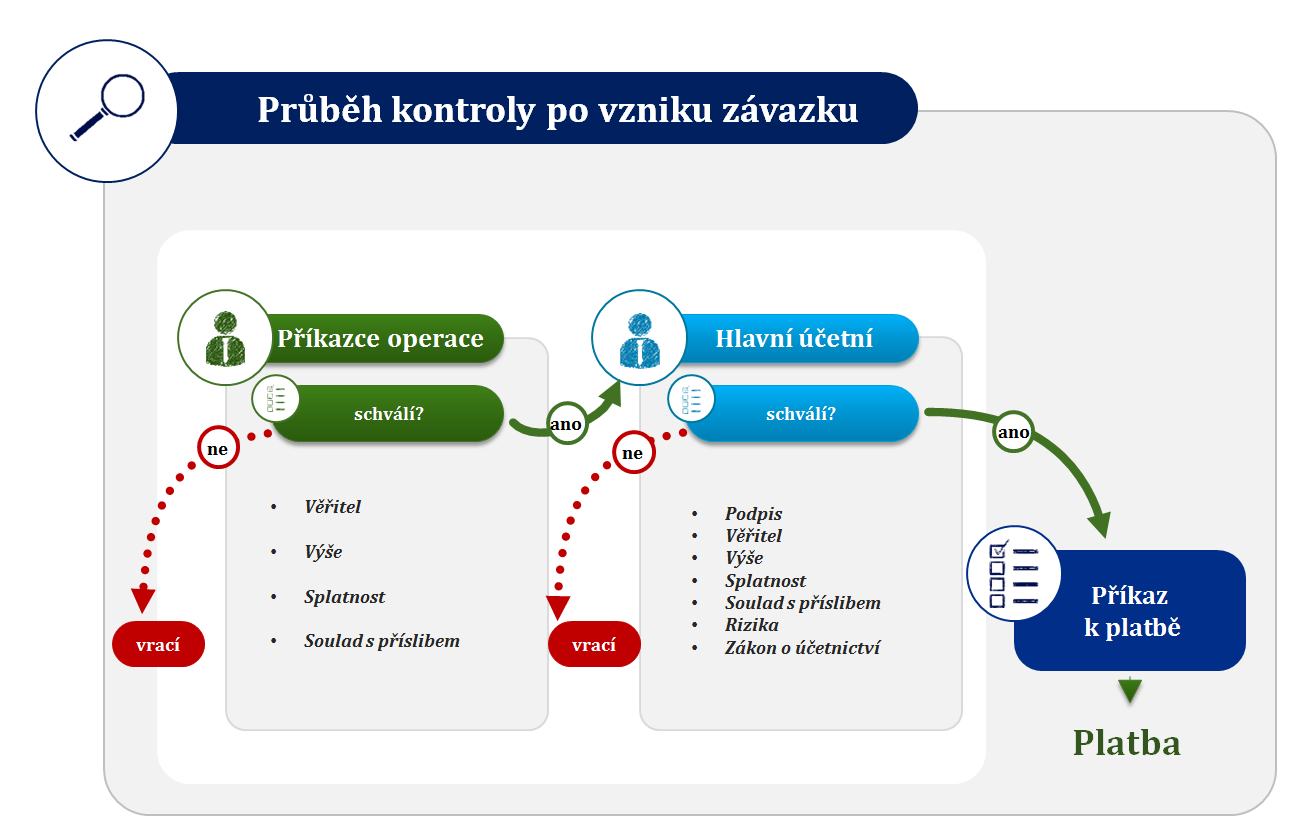 Průběh kontroly po vzniku závazku
Příkazce operace
schválí?
ano
ne
vrací
• Věřitel
• Výše
• Splatnost
• Soulad s příslibem
Hlavní účetní
schválí?
ano
ne
vrací
• Podpis
• Věřitel
• Výše
• Splatnost
• Soulad s příslibem
• Rizika
• Zákon o účetnictví
Příkaz
k platbě
Platba